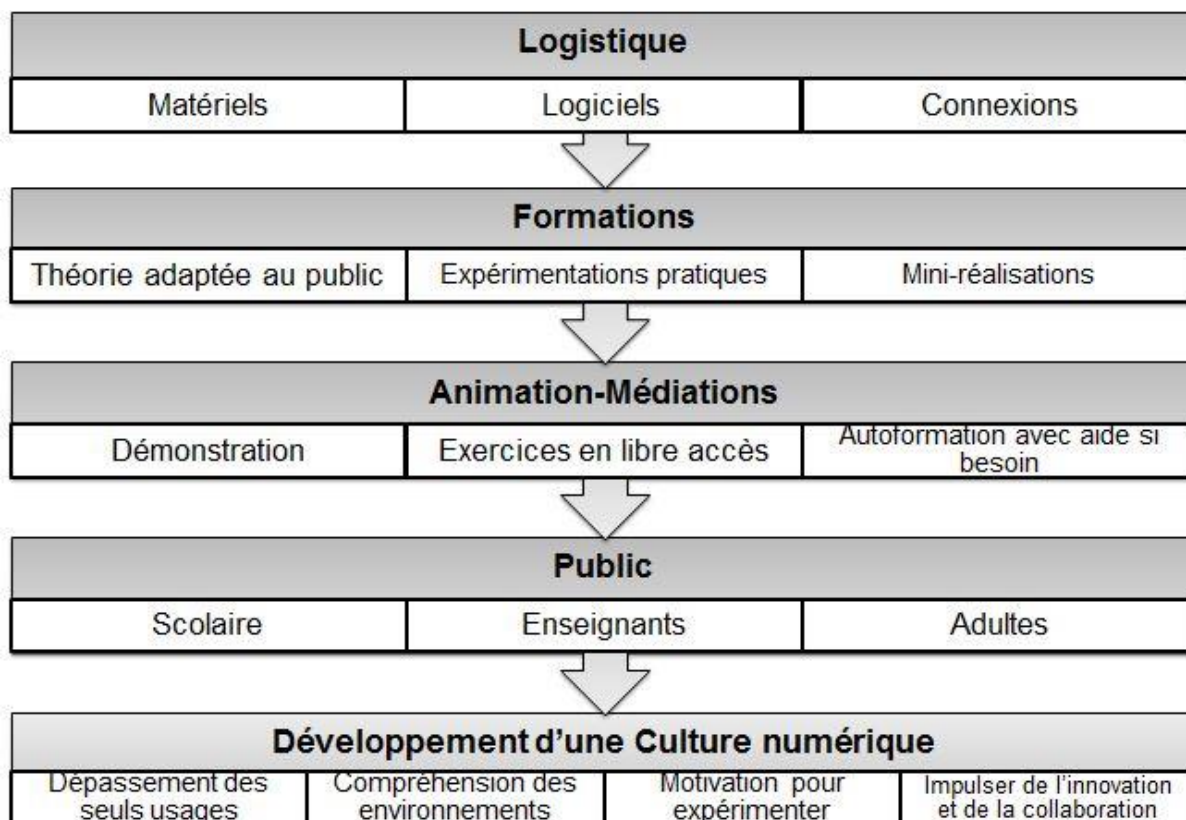 Logistique
Matériels Logiciels Connexions
Formations
Théorie adaptée au public Expérimentations pratiques Mini-réalisations
Animation-Médiations
Démonstration Exercices en libre accès Autoformation avec aide si besoin
Public
Scolaire Enseignants Adultes
Développement d'une Culture numérique
Dépassement des seuls usages
Compréhension des environnements
Motivation pour expérimenter
Impulser de l'innovation et de la collaboration